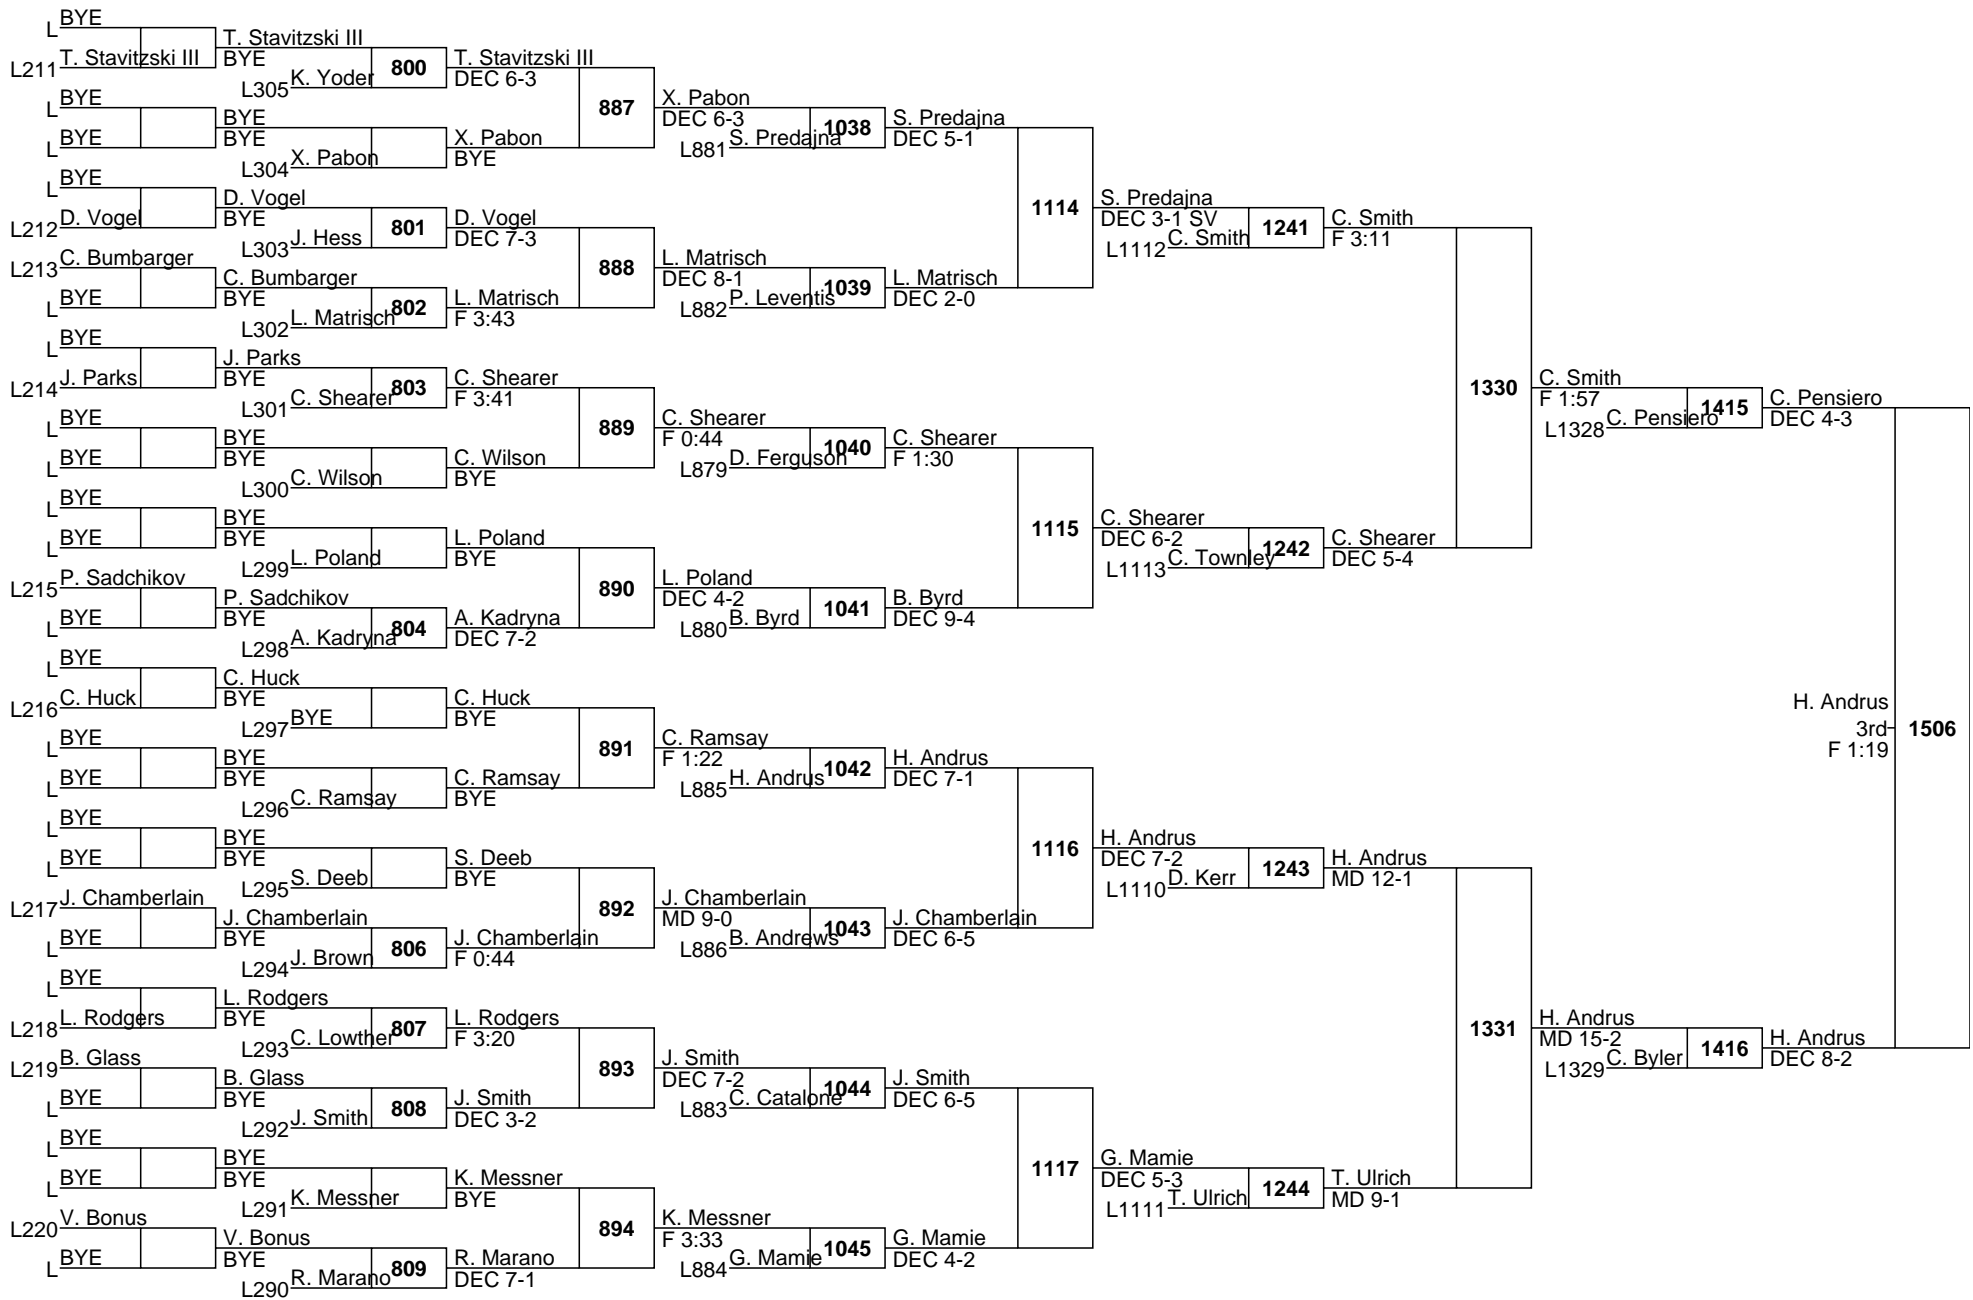 BYE
L
T. Stavitzski III
L211
T. Stavitzski III
BYE
K. Yoder
L305
800
T. Stavitzski III
DEC 6-3
BYE
L
BYE
L
BYE
BYE
X. Pabon
L304
X. Pabon
BYE
887
X. Pabon
DEC 6-3
S. Predajna
L881
1038
S. Predajna
DEC 5-1
BYE
L
D. Vogel
L212
D. Vogel
BYE
J. Hess
L303
801
D. Vogel
DEC 7-3
C. Bumbarger
L213
BYE
L
C. Bumbarger
BYE
L. Matrisch
L302
802
L. Matrisch
F 3:43
888
L. Matrisch
DEC 8-1
P. Leventis
L882
1039
L. Matrisch
DEC 2-0
1114
S. Predajna
DEC 3-1 SV
C. Smith
L1112
1241
C. Smith
F 3:11
BYE
L
J. Parks
L214
J. Parks
BYE
C. Shearer
L301
803
C. Shearer
F 3:41
BYE
L
BYE
L
BYE
BYE
C. Wilson
L300
C. Wilson
BYE
889
C. Shearer
F 0:44
D. Ferguson
L879
1040
C. Shearer
F 1:30
BYE
L
BYE
L
BYE
BYE
L. Poland
L299
L. Poland
BYE
P. Sadchikov
L215
BYE
L
P. Sadchikov
BYE
A. Kadryna
L298
804
A. Kadryna
DEC 7-2
890
L. Poland
DEC 4-2
B. Byrd
L880
1041
B. Byrd
DEC 9-4
1115
C. Shearer
DEC 6-2
C. Townley
L1113
1242
C. Shearer
DEC 5-4
1330
C. Smith
F 1:57
C. Pensiero
L1328
1415
C. Pensiero
DEC 4-3
BYE
L
C. Huck
L216
C. Huck
BYE
BYE
L297
C. Huck
BYE
BYE
L
BYE
L
BYE
BYE
C. Ramsay
L296
C. Ramsay
BYE
891
C. Ramsay
F 1:22
H. Andrus
L885
1042
H. Andrus
DEC 7-1
BYE
L
BYE
L
BYE
BYE
S. Deeb
L295
S. Deeb
BYE
J. Chamberlain
L217
BYE
L
J. Chamberlain
BYE
J. Brown
L294
806
J. Chamberlain
F 0:44
892
J. Chamberlain
MD 9-0
B. Andrews
L886
1043
J. Chamberlain
DEC 6-5
1116
H. Andrus
DEC 7-2
D. Kerr
L1110
1243
H. Andrus
MD 12-1
BYE
L
L. Rodgers
L218
L. Rodgers
BYE
C. Lowther
L293
807
L. Rodgers
F 3:20
B. Glass
L219
BYE
L
B. Glass
BYE
J. Smith
L292
808
J. Smith
DEC 3-2
893
J. Smith
DEC 7-2
C. Catalone
L883
1044
J. Smith
DEC 6-5
BYE
L
BYE
L
BYE
BYE
K. Messner
L291
K. Messner
BYE
V. Bonus
L220
BYE
L
V. Bonus
BYE
R. Marano
L290
809
R. Marano
DEC 7-1
894
K. Messner
F 3:33
G. Mamie
L884
1045
G. Mamie
DEC 4-2
1117
G. Mamie
DEC 5-3
T. Ulrich
L1111
1244
T. Ulrich
MD 9-1
1331
H. Andrus
MD 15-2
C. Byler
L1329
1416
H. Andrus
DEC 8-2
H. Andrus
3rd
F 1:19
1506